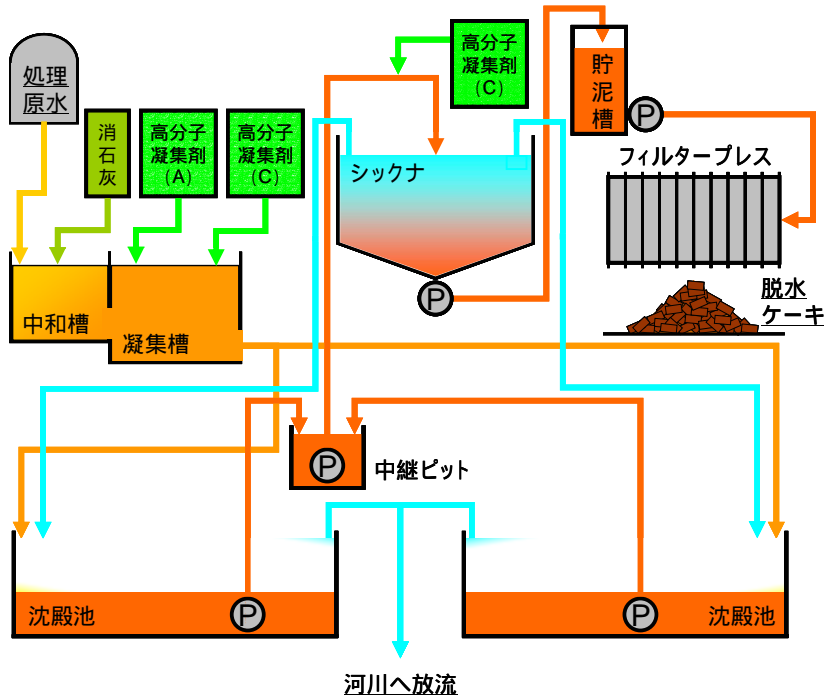 処理
原水
消
石
灰
高分子
凝集剤
(A)
高分子
凝集剤
(C)
高分子
凝集剤
(C)
貯
泥
槽
P
フィルタープレス
シックナ
P
脱水
ケーキ
中和槽
凝集槽
P
中継ピット
沈殿池
P
P
沈殿池
河川へ放流